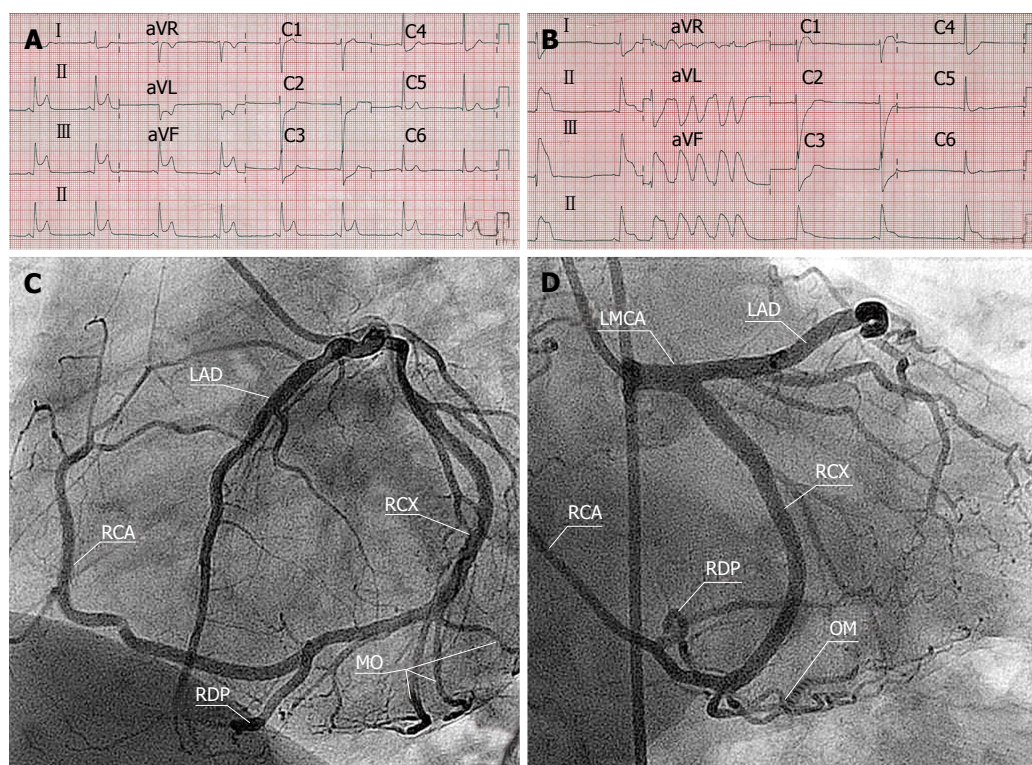 A
I
aVR
C1
C4
II
aVL
C2
C5
III
aVF
C3
C6
II
B
I
aVR
C1
C4
II
aVL
C2
C5
III
aVF
C3
C6
II
C
LAD
RCA
RCX
MO
RDP
D
LMCA
LAD
RCX
RCA
RDP
OM